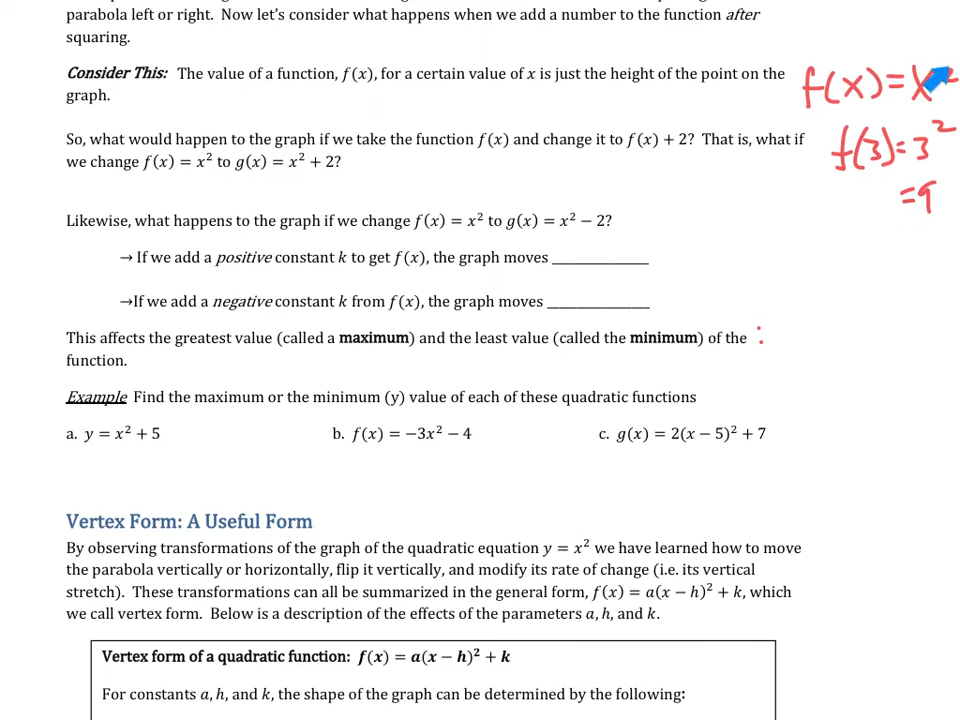 parabola left or right. Now let's consider what happens when we add a number to the function after
squaring.
Consider This: The value of a function, f(x), for a certain value of x is just the height of the point on the
graph.
f(x)=x²
So, what would happen to the graph if we take the function f(x) and change it to f(x) + 2? That is, what if
we change f(x) = x² to g(x) = x² + 2?
f(3)=3²
=9
Likewise, what happens to the graph if we change f(x) = x² to g(x) = x² − 2?
→ If we add a positive constant k to get f(x), the graph moves _______________
→If we add a negative constant k from f(x), the graph moves ________________
This affects the greatest value (called a maximum) and the least value (called the minimum) of the
function.
Example Find the maximum or the minimum (y) value of each of these quadratic functions
a. y = x² + 5 b. f(x) = −3x² − 4 c. g(x) = 2(x − 5)² + 7
Vertex Form: A Useful Form
By observing transformations of the graph of the quadratic equation y = x² we have learned how to move
the parabola vertically or horizontally, flip it vertically, and modify its rate of change (i.e. its vertical
stretch). These transformations can all be summarized in the general form, f(x) = a(x − h)² + k, which
we call vertex form. Below is a description of the effects of the parameters a, h, and k.
Vertex form of a quadratic function: f(x) = a(x − h)² + k
For constants a, h, and k, the shape of the graph can be determined by the following: